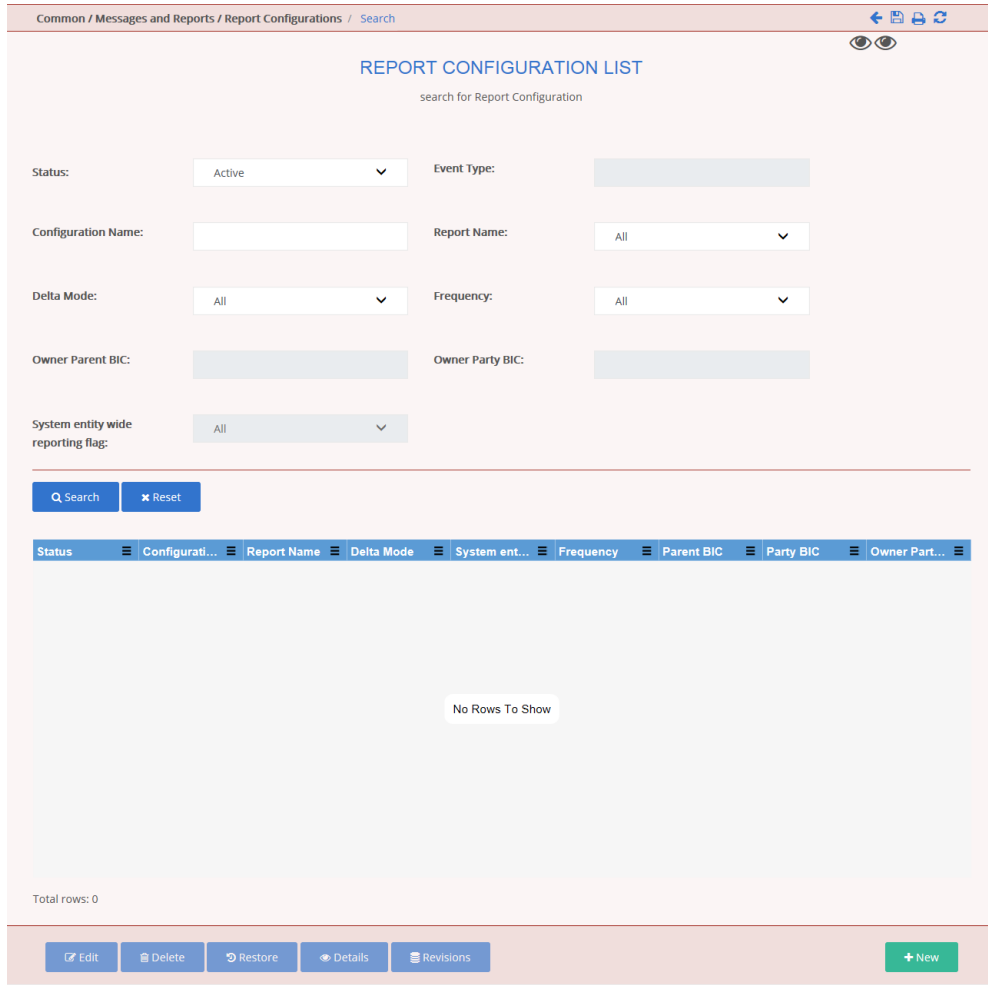 Common / Messages and Reports / Report Configurations / Search
REPORT CONFIGURATION LIST
search for Report Configuration
Status: Active Event Type:
Configuration Name: Report Name: All
Delta Mode: All Frequency: All
Owner Parent BIC: Owner Party BIC:
System entity wide
reporting flag: All
Search Reset
Status Configurati... Report Name Delta Mode System ent... Frequency Parent BIC Party BIC Owner Part...
No Rows To Show
Total rows: 0
Edit Delete Restore Details Revisions New